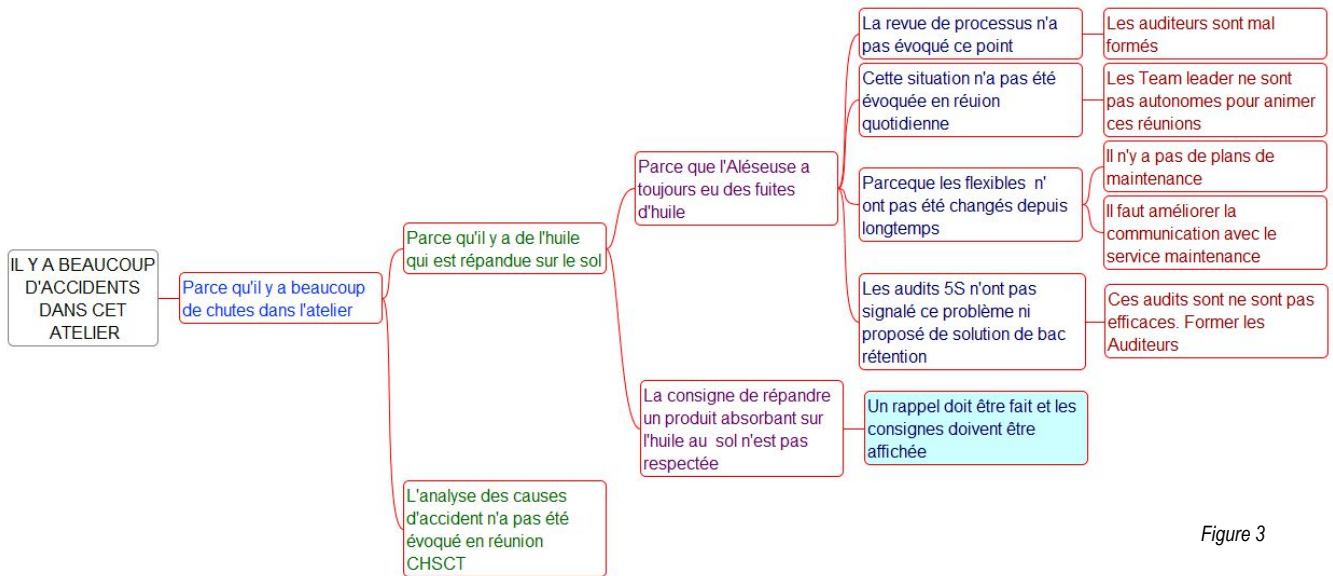 IL Y A BEAUCOUP
D'ACCIDENTS
DANS CET
ATELIER
Parce qu'il y a beaucoup
de chutes dans l'atelier
Parce qu'il y a de l'huile
qui est répandue sur le sol
Parce que l'Aléseuse a
toujours eu des fuites
d'huile
La revue de processus n'a
pas évoqué ce point
Les auditeurs sont mal
formés
Cette situation n'a pas été
évoquée en réuion
quotidienne
Les Team leader ne sont
pas autonomes pour animer
ces réunions
Parceque les flexibles n'
ont pas été changés depuis
longtemps
Il n'y a pas de plans de
maintenance
Il faut améliorer la
communication avec le
service maintenance
Les audits 5S n'ont pas
signalé ce problème ni
proposé de solution de bac
rétention
Ces audits sont ne sont pas
efficaces. Former les
Auditeurs
La consigne de répandre
un produit absorbant sur
l'huile au sol n'est pas
respectée
Un rappel doit être fait et les
consignes doivent être
affichée
L'analyse des causes
d'accident n'a pas été
évoqué en réunion
CHSCT
Figure 3